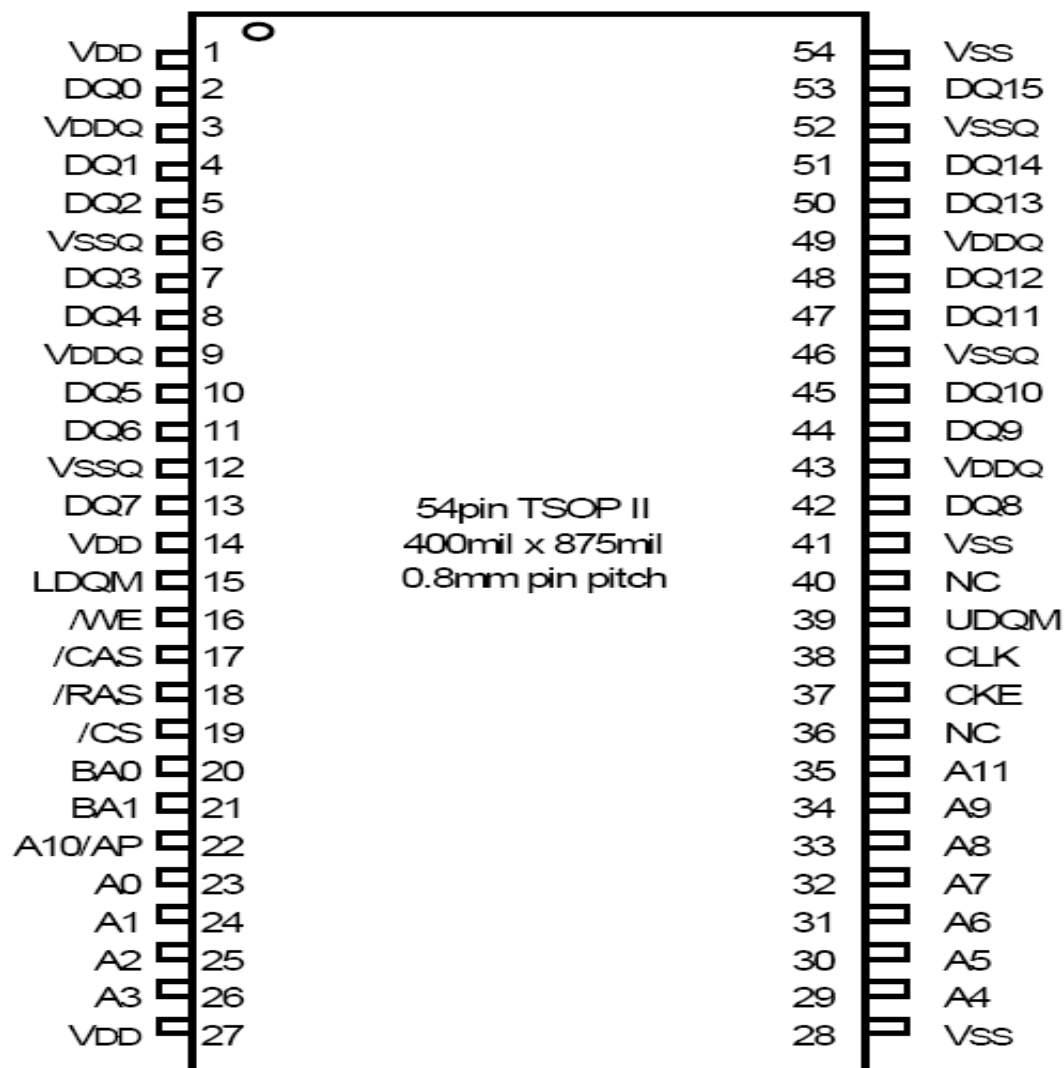 VDD 1 54 VSS
DQ0 2 53 DQ15
VDDQ 3 52 VSSQ
DQ1 4 51 DQ14
DQ2 5 50 DQ13
VSSQ 6 49 VDDQ
DQ3 7 48 DQ12
DQ4 8 47 DQ11
VDDQ 9 46 VSSQ
DQ5 10 45 DQ10
DQ6 11 44 DQ9
VSSQ 12 43 VDDQ
DQ7 13 54pin TSOP II 42 DQ8
VDD 14 400mil x 875mil 41 VSS
LDQM 15 0.8mm pin pitch 40 NC
/WE 16 39 UDQM
/CAS 17 38 CLK
/RAS 18 37 CKE
/CS 19 36 NC
BA0 20 35 A11
BA1 21 34 A9
A10/AP 22 33 A8
A0 23 32 A7
A1 24 31 A6
A2 25 30 A5
A3 26 29 A4
VDD 27 28 VSS